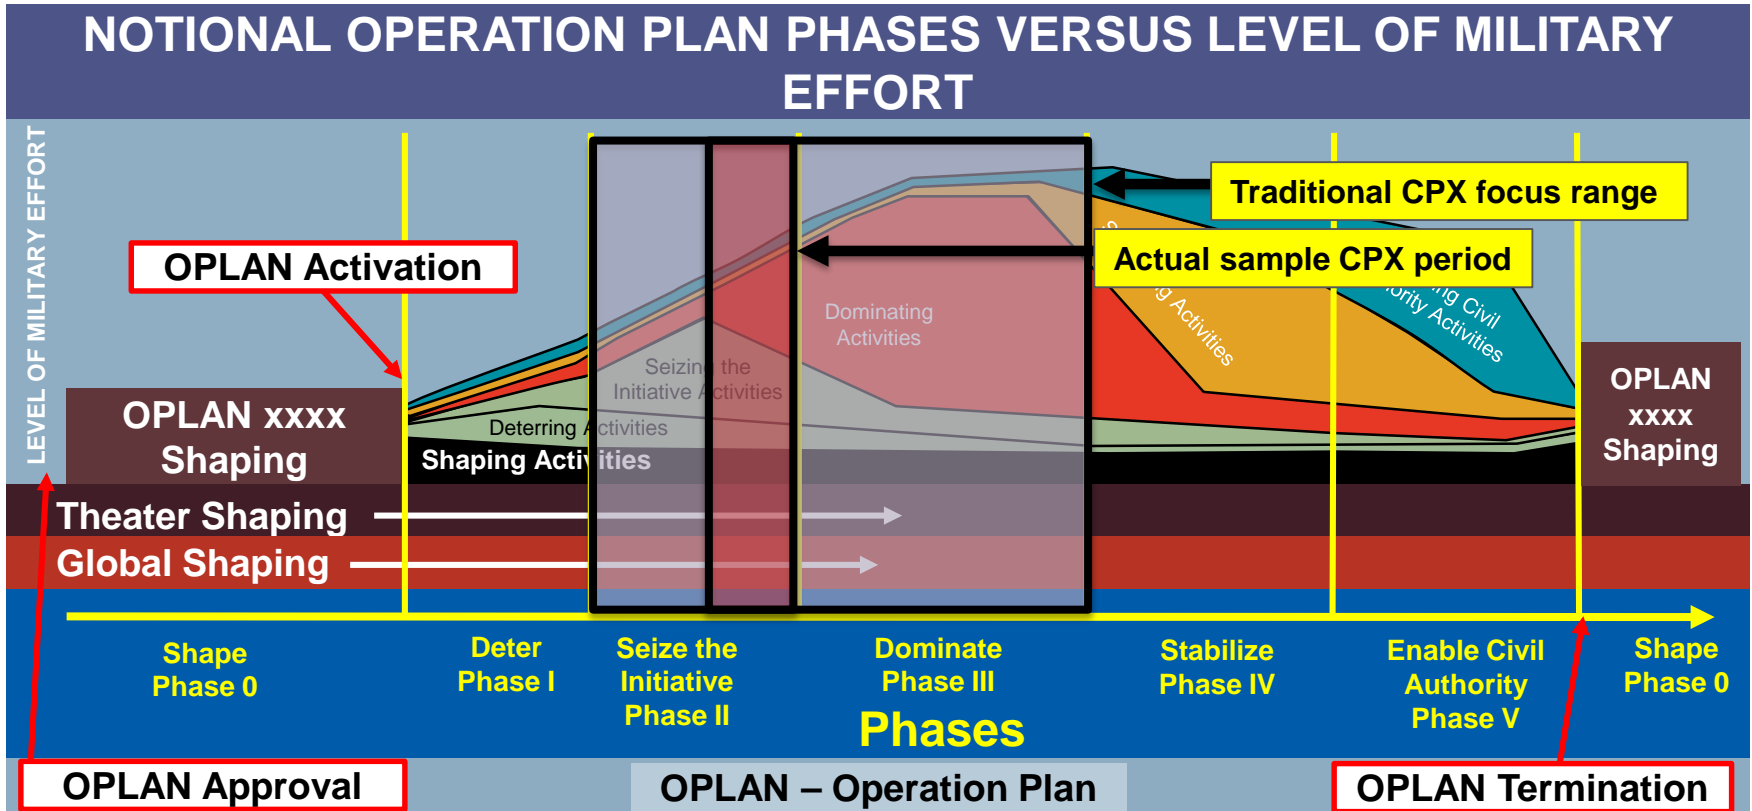 NOTIONAL OPERATION PLAN PHASES VERSUS LEVEL OF MILITARY
EFFORT
LEVEL OF MILITARY EFFORT
Traditional CPX focus range
Actual sample CPX period
OPLAN Activation
Dominating
Activities
Seizing the
Initiative Activities
Deterring Activities
Shaping Activities
Activities
Civil
Activities
OPLAN xxxx
Shaping
OPLAN
xxxx
Shaping
Theater Shaping
Global Shaping
Shape
Phase 0
Deter
Phase I
Seize the
Initiative
Phase II
Dominate
Phase III
Stabilize
Phase IV
Enable Civil
Authority
Phase V
Shape
Phase 0
Phases
OPLAN Approval
OPLAN – Operation Plan
OPLAN Termination